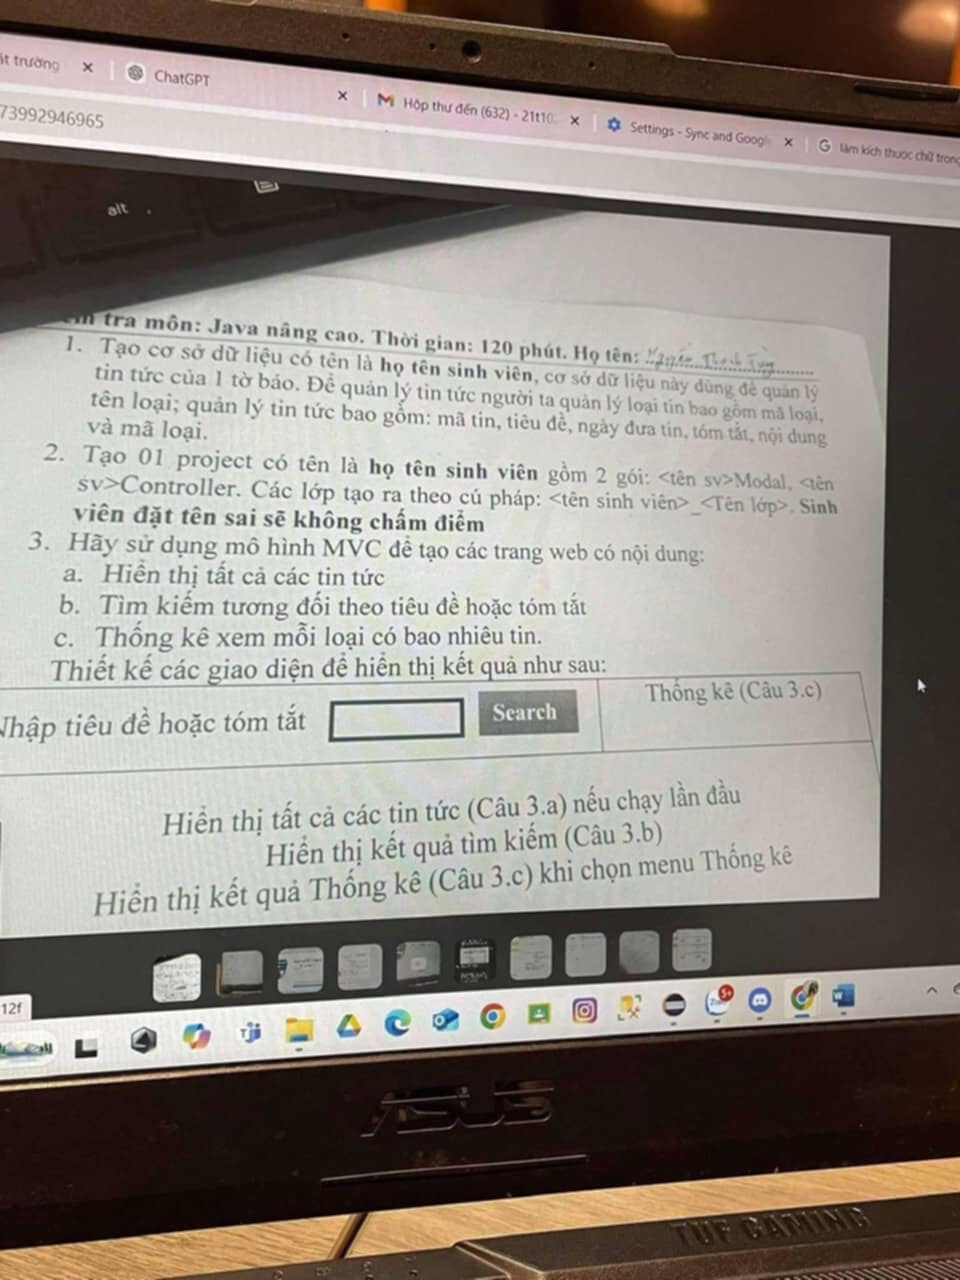 ất trường
ChatGPT
Hộp thư đến (632) - 21t10
Settings - Sync and Googl
làm kích thước chữ trong
73992946965
alt
tra môn: Java nâng cao. Thời gian: 120 phút. Họ tên:
1. Tạo cơ sở dữ liệu có tên là họ tên sinh viên, cơ sở dữ liệu này dùng để quản lý
tin tức của 1 tờ báo. Để quản lý tin tức người ta quản lý loại tin bao gồm mã loại,
tên loại; quản lý tin tức bao gồm: mã tin, tiêu đề, ngày đưa tin, tóm tắt, nội dung
và mã loại.
2. Tạo 01 project có tên là họ tên sinh viên gồm 2 gói: <tên sv>Modal, <tên
sv>Controller. Các lớp tạo ra theo cú pháp: <tên sinh viên>_<Tên lớp>. Sinh
viên đặt tên sai sẽ không chấm điểm
3. Hãy sử dụng mô hình MVC để tạo các trang web có nội dung:
a. Hiển thị tất cả các tin tức
b. Tìm kiếm tương đối theo tiêu đề hoặc tóm tắt
c. Thống kê xem mỗi loại có bao nhiêu tin.
Thiết kế các giao diện để hiển thị kết quả như sau:
Nhập tiêu đề hoặc tóm tắt
Search
Thống kê (Câu 3.c)
Hiển thị tất cả các tin tức (Câu 3.a) nếu chạy lần đầu
Hiển thị kết quả tìm kiếm (Câu 3.b)
Hiển thị kết quả Thống kê (Câu 3.c) khi chọn menu Thống kê
12f
5+
ASUS
TUF GAMING